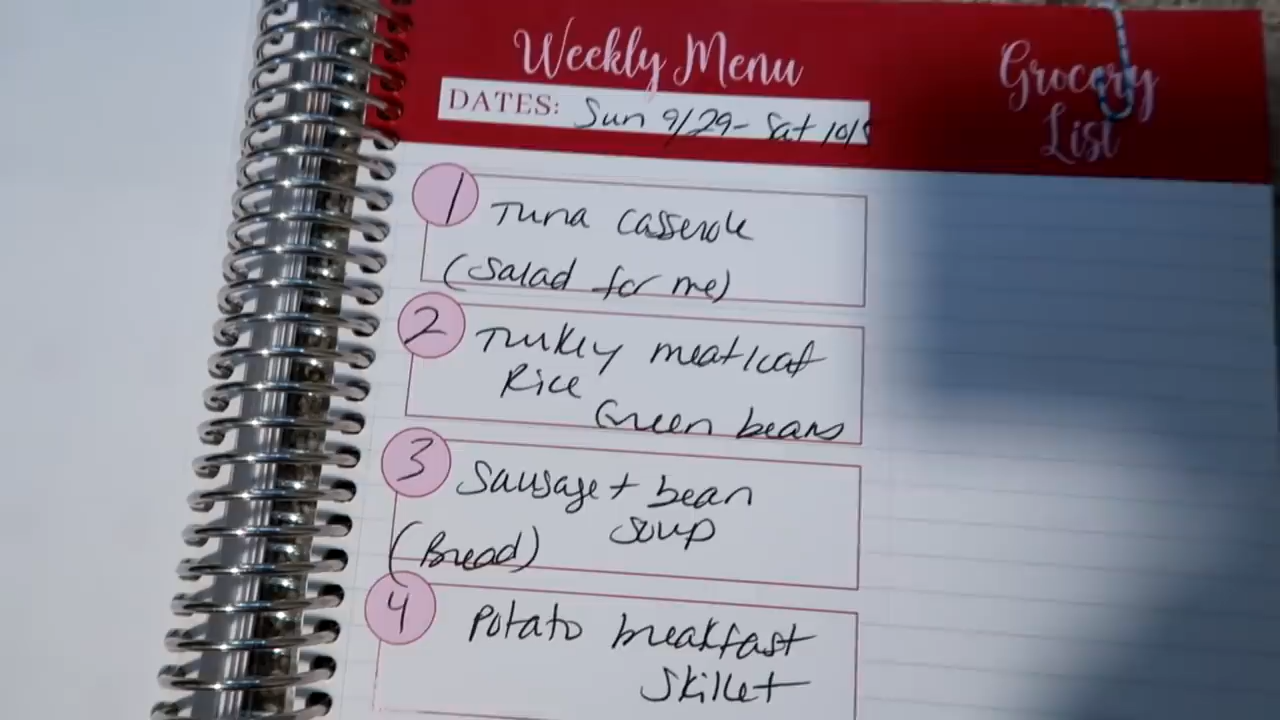 Weekly Menu
Grocery
List
DATES: Sun 9/29 - Sat 10/5
1 Tuna casserole
(Salad for me)
2 Turkey meatloaf
Rice
Green beans
3 Sausage + bean
soup
(Bread)
4 Potato breakfast
Skillet